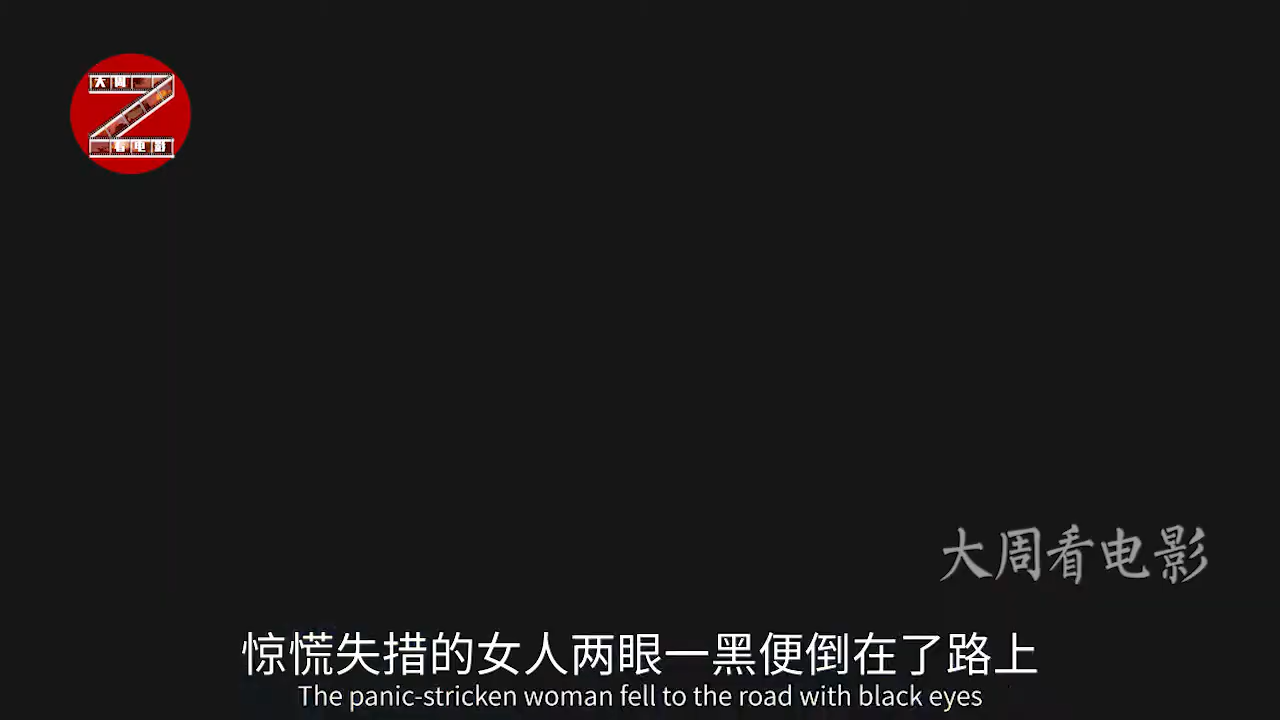 大周
看电影
大周看电影
惊慌失措的女人两眼一黑便倒在了路上
The panic-stricken woman fell to the road with black eyes